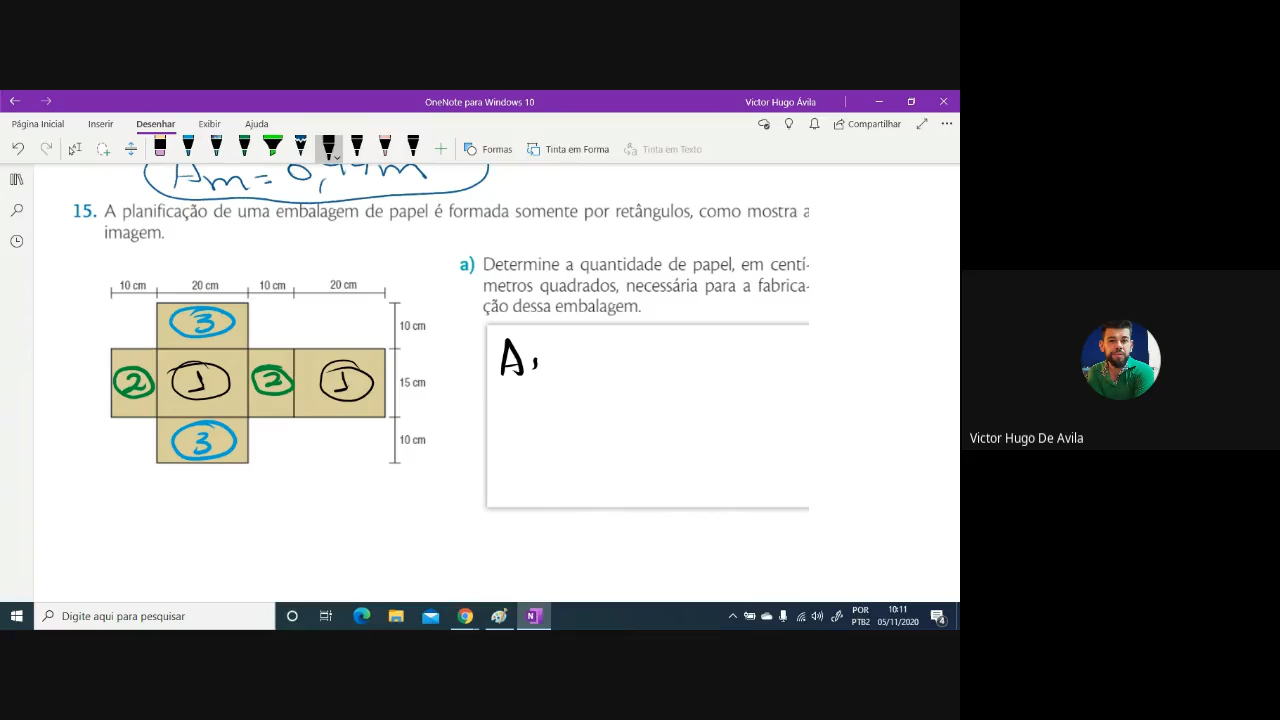 OneNote para Windows 10
Victor Hugo Ávila
Página Inicial Inserir Desenhar Exibir Ajuda
Compartilhar
Formas Tinta em Forma Tinta em Texto
Am = 0,44m
15. A planificação de uma embalagem de papel é formada somente por retângulos, como mostra a
imagem.
a) Determine a quantidade de papel, em centí-
metros quadrados, necessária para a fabrica-
ção dessa embalagem.
10 cm 20 cm 10 cm 20 cm
3
10 cm
A
2 1 2 1
15 cm
3
10 cm
Victor Hugo De Avila
Digite aqui para pesquisar
POR
PTB2
10:11
05/11/2020
4